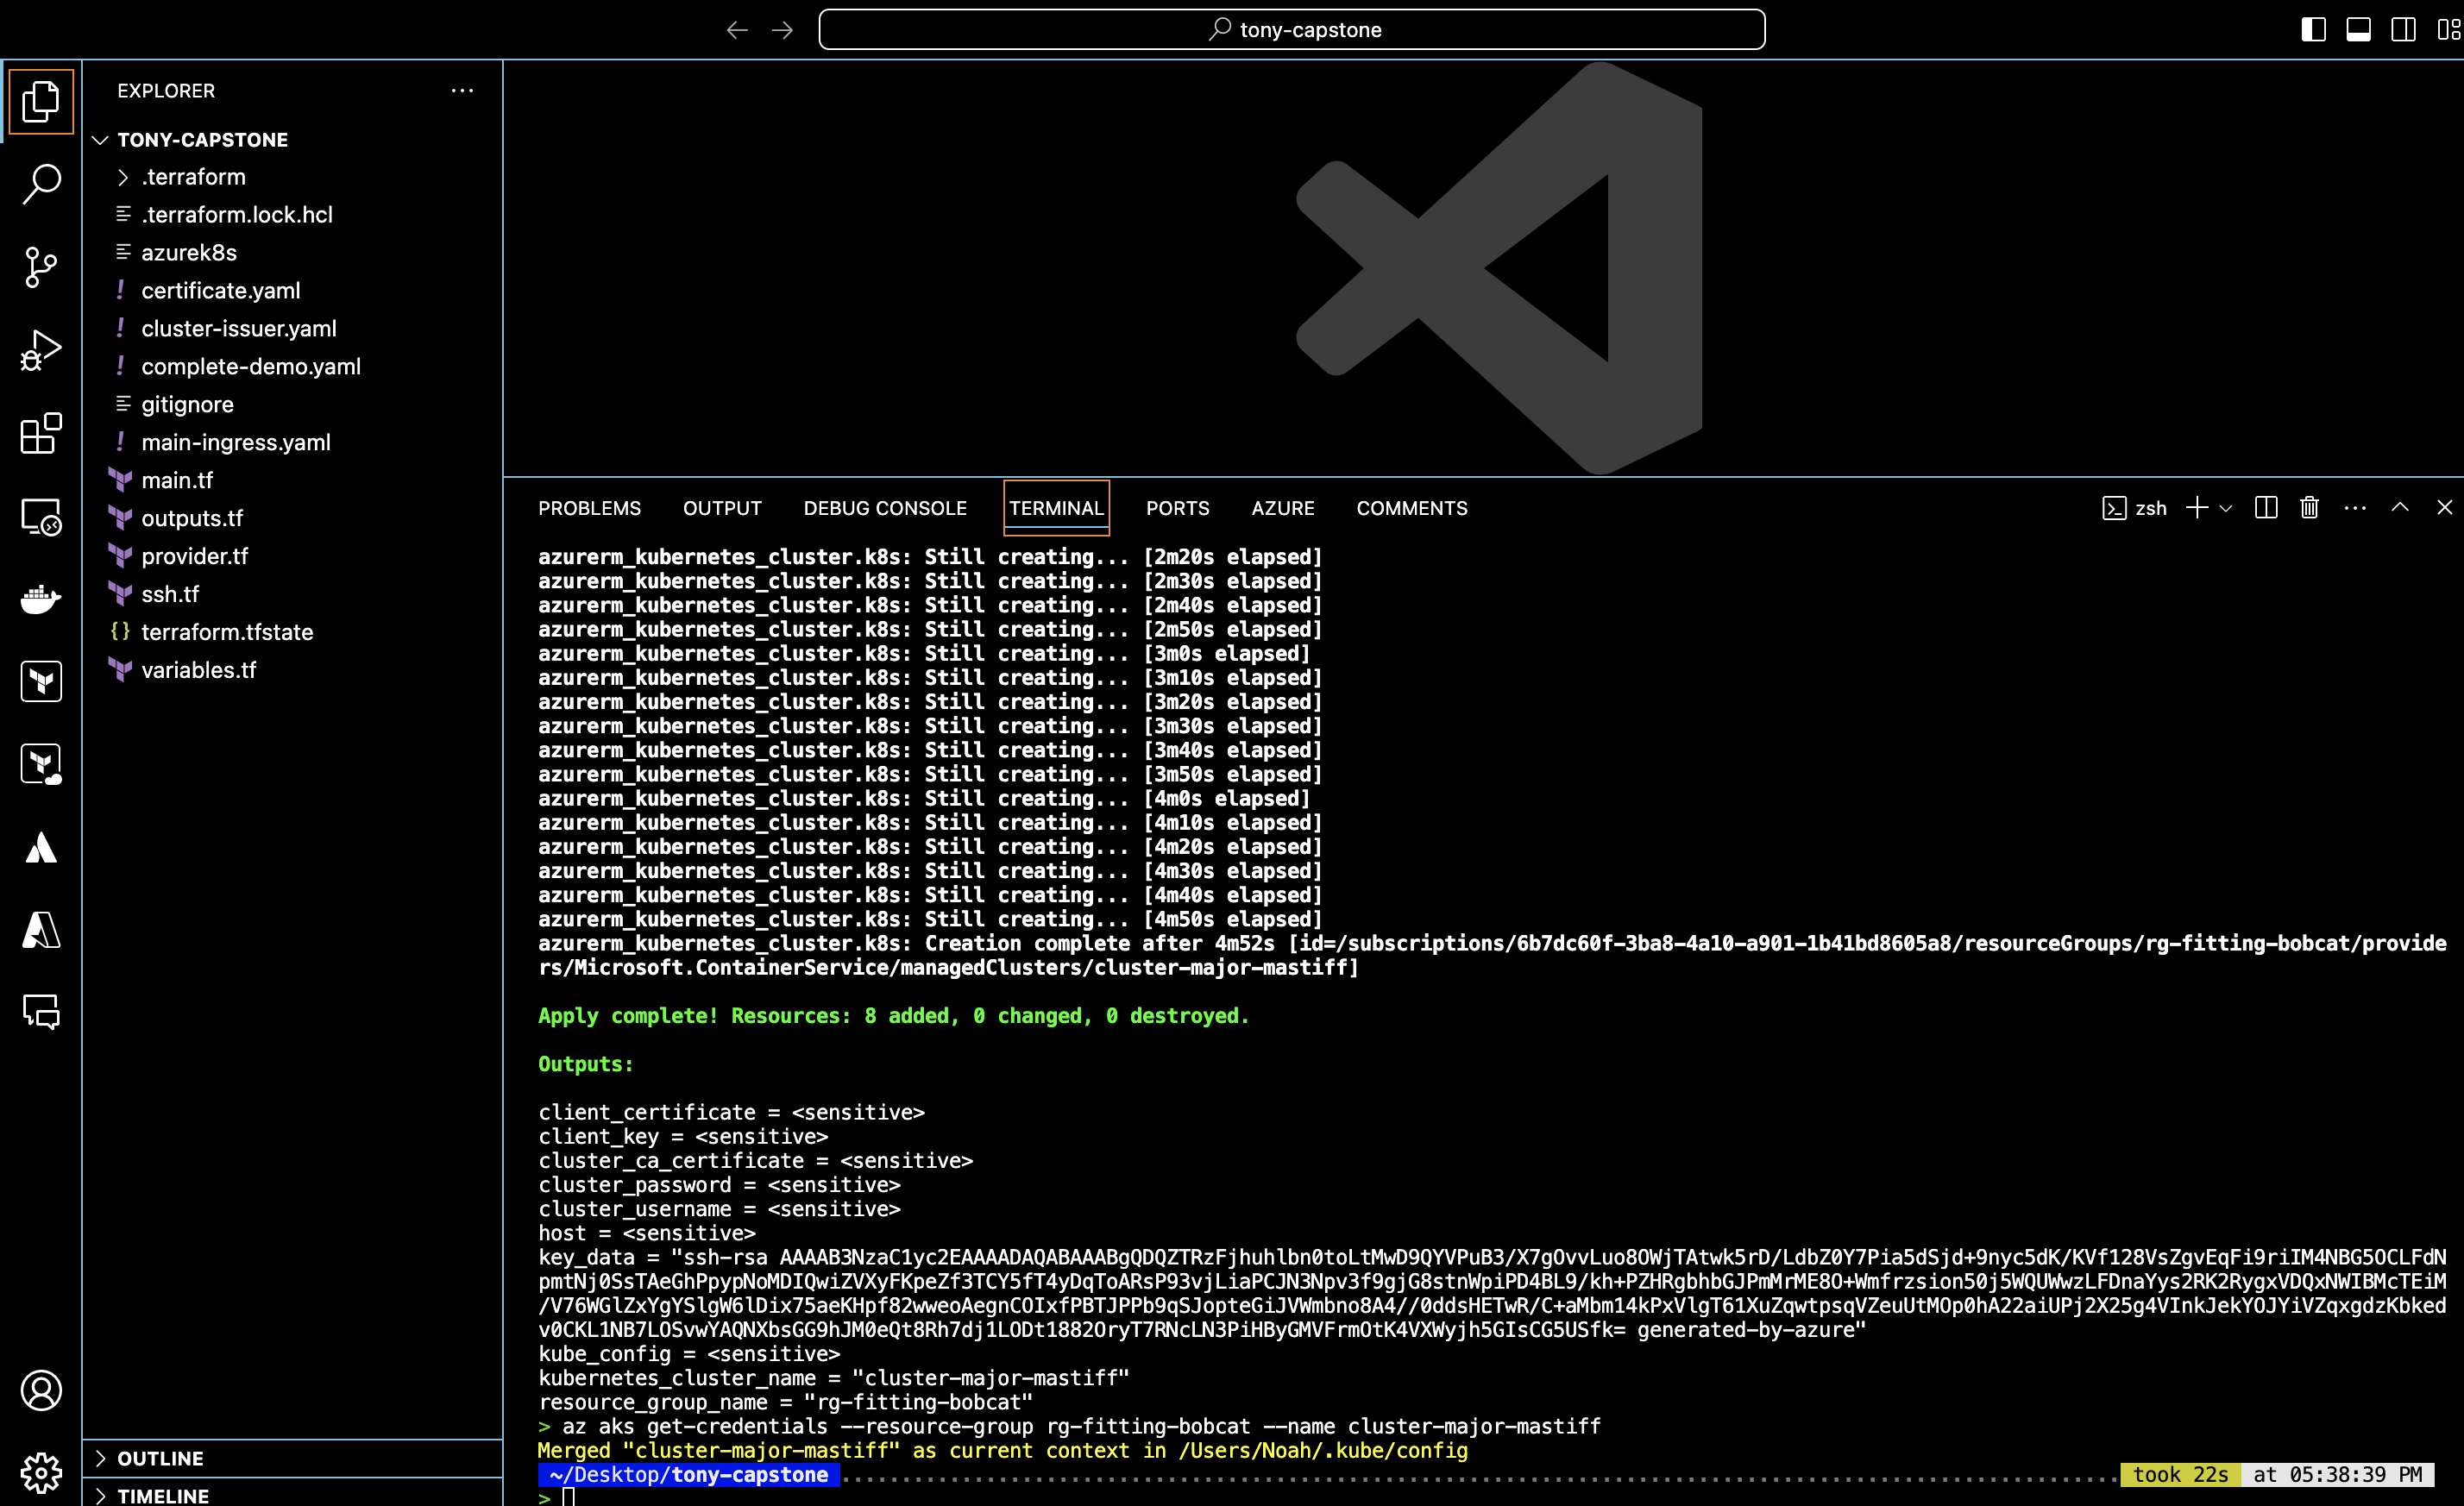 tony-capstone
EXPLORER
TONY-CAPSTONE
.terraform
.terraform.lock.hcl
azurek8s
certificate.yaml
cluster-issuer.yaml
complete-demo.yaml
gitignore
main-ingress.yaml
main.tf
outputs.tf
provider.tf
ssh.tf
terraform.tfstate
variables.tf
OUTLINE
TIMELINE
PROBLEMS OUTPUT DEBUG CONSOLE TERMINAL PORTS AZURE COMMENTS zsh
azurerm_kubernetes_cluster.k8s: Still creating... [2m20s elapsed]
azurerm_kubernetes_cluster.k8s: Still creating... [2m30s elapsed]
azurerm_kubernetes_cluster.k8s: Still creating... [2m40s elapsed]
azurerm_kubernetes_cluster.k8s: Still creating... [2m50s elapsed]
azurerm_kubernetes_cluster.k8s: Still creating... [3m0s elapsed]
azurerm_kubernetes_cluster.k8s: Still creating... [3m10s elapsed]
azurerm_kubernetes_cluster.k8s: Still creating... [3m20s elapsed]
azurerm_kubernetes_cluster.k8s: Still creating... [3m30s elapsed]
azurerm_kubernetes_cluster.k8s: Still creating... [3m40s elapsed]
azurerm_kubernetes_cluster.k8s: Still creating... [3m50s elapsed]
azurerm_kubernetes_cluster.k8s: Still creating... [4m0s elapsed]
azurerm_kubernetes_cluster.k8s: Still creating... [4m10s elapsed]
azurerm_kubernetes_cluster.k8s: Still creating... [4m20s elapsed]
azurerm_kubernetes_cluster.k8s: Still creating... [4m30s elapsed]
azurerm_kubernetes_cluster.k8s: Still creating... [4m40s elapsed]
azurerm_kubernetes_cluster.k8s: Still creating... [4m50s elapsed]
azurerm_kubernetes_cluster.k8s: Creation complete after 4m52s [id=/subscriptions/6b7dc60f-3ba8-4a10-a901-1b41bd8605a8/resourceGroups/rg-fitting-bobcat/provide
rs/Microsoft.ContainerService/managedClusters/cluster-major-mastiff]
Apply complete! Resources: 8 added, 0 changed, 0 destroyed.
Outputs:
client_certificate = <sensitive>
client_key = <sensitive>
cluster_ca_certificate = <sensitive>
cluster_password = <sensitive>
cluster_username = <sensitive>
host = <sensitive>
key_data = "ssh-rsa AAAAB3NzaC1yc2EAAAADAQABAAABgQDQZTRzFjhuhlbn0toLtMwD9QYVPuB3/X7gOvvLuo8OWjTAtwk5rD/LdbZ0Y7Pia5dSjd+9nyc5dK/KVf128VsZgvEqFi9riIM4NBG5OCLFdN
pmtNj0SsTAeGhPpypNoMDIQwiZVXyFKpeZf3TCY5fT4yDqToARsP93vjLiaPCJN3Npv3f9gjG8stnWpiPD4BL9/kh+PZHRgbhbGJPmMrME8O+Wmfrzsion50j5WQUWwzLFDnaYys2RK2RygxVDQxNWIBMcTEiM
/V76WGlZxYgYSlgW6lDix75aeKHpf82wweoAegnCOIxfPBTJPPb9qSJopteGiJVWmbno8A4//0ddsHETwR/C+aMbm14kPxVlgT61XuZqwtpsqVZeuUtMOp0hA22aiUPj2X25g4VInkJekYOJYiVZqxgdzKbked
v0CKL1NB7LOSvwYAQNXbsGG9hJM0eQt8Rh7dj1LODt1882OryT7RNcLN3PiHByGMVFrmOtK4VXWyjh5GIsCG5USfk= generated-by-azure"
kube_config = <sensitive>
kubernetes_cluster_name = "cluster-major-mastiff"
resource_group_name = "rg-fitting-bobcat"
> az aks get-credentials --resource-group rg-fitting-bobcat --name cluster-major-mastiff
Merged "cluster-major-mastiff" as current context in /Users/Noah/.kube/config
~/Desktop/tony-capstone took 22s at 05:38:39 PM
>